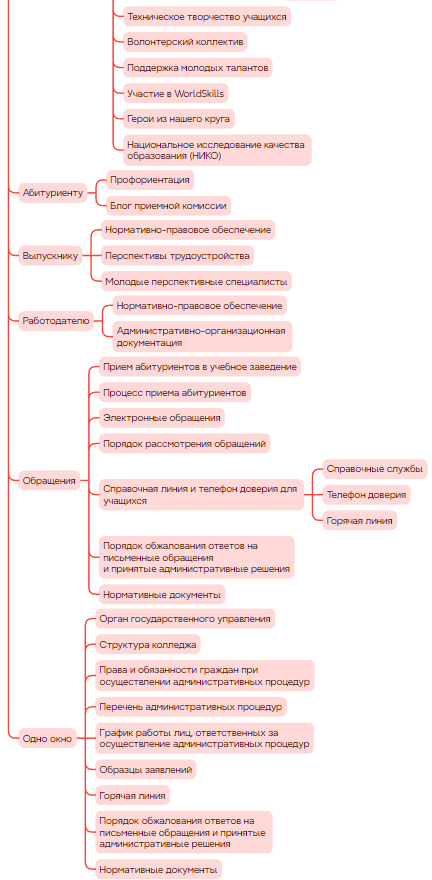 Техническое творчество учащихся
Волонтерский коллектив
Поддержка молодых талантов
Участие в WorldSkills
Герои из нашего круга
Национальное исследование качества
образования (НИКО)
Абитуриенту
Профориентация
Блог приемной комиссии
Выпускнику
Нормативно-правовое обеспечение
Перспективы трудоустройства
Молодые перспективные специалисты
Работодателю
Нормативно-правовое обеспечение
Административно-организационная
документация
Обращения
Прием абитуриентов в учебное заведение
Процесс приема абитуриентов
Электронные обращения
Порядок рассмотрения обращений
Справочная линия и телефон доверия для
учащихся
Справочные службы
Телефон доверия
Горячая линия
Порядок обжалования ответов на
письменные обращения
и принятые административные решения
Нормативные документы
Одно окно
Орган государственного управления
Структура колледжа
Права и обязанности граждан при
осуществлении административных процедур
Перечень административных процедур
График работы лиц, ответственных за
осуществление административных процедур
Образцы заявлений
Горячая линия
Порядок обжалования ответов на
письменные обращения и принятые
административные решения
Нормативные документы